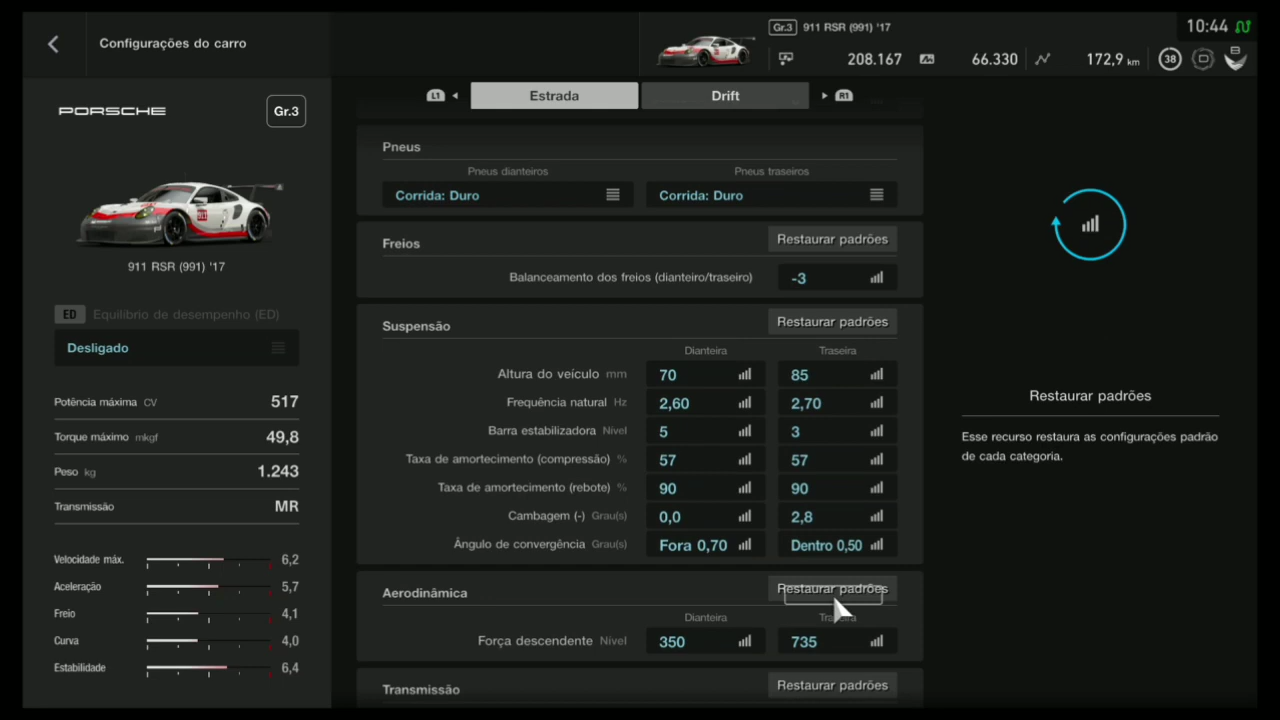 Configurações do carro
Gr.3 911 RSR (991) '17
208.167 66.330 172,9 km 38
10:44
B
PORSCHE
Gr.3
911
911 RSR (991) '17
ED Equilíbrio de desempenho (ED)
Desligado
Potência máxima CV 517
Torque máximo mkgf 49,8
Peso kg 1.243
Transmissão MR
Velocidade máx. 6,2
Aceleração 5,7
Freio 4,1
Curva 4,0
Estabilidade 6,4
L1 Estrada Drift R1
Pneus
Pneus dianteiros Pneus traseiros
Corrida: Duro Corrida: Duro
Freios Restaurar padrões
Balanceamento dos freios (dianteiro/traseiro) -3
Suspensão Restaurar padrões
Dianteira Traseira
Altura do veículo mm 70 85
Frequência natural Hz 2,60 2,70
Barra estabilizadora Nível 5 3
Taxa de amortecimento (compressão) % 57 57
Taxa de amortecimento (rebote) % 90 90
Cambagem (-) Grau(s) 0,0 2,8
Ângulo de convergência Grau(s) Fora 0,70 Dentro 0,50
Aerodinâmica Restaurar padrões
Dianteira Traseira
Força descendente Nível 350 735
Transmissão Restaurar padrões
Restaurar padrões
Esse recurso restaura as configurações padrão
de cada categoria.